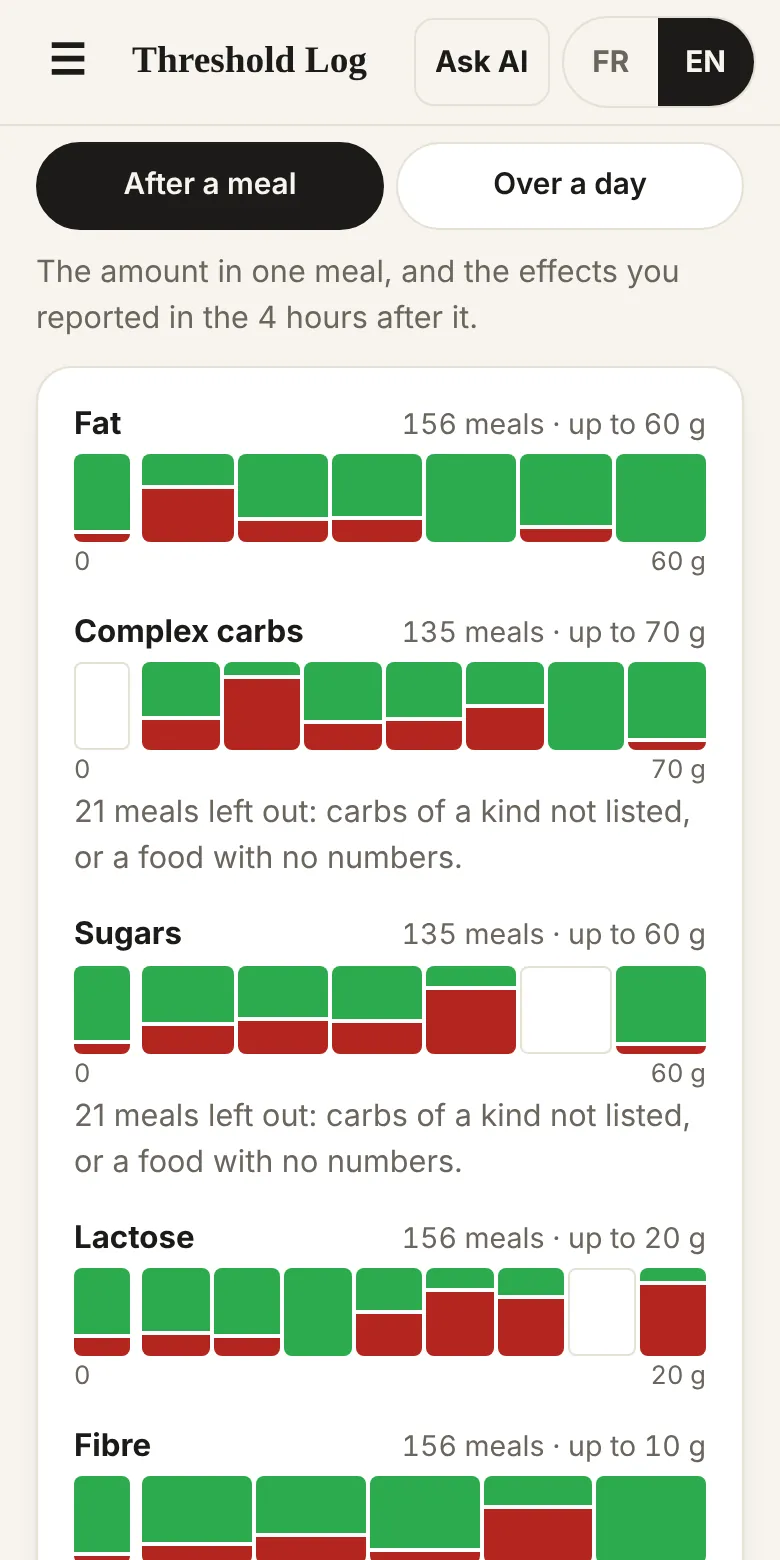 ☰ Threshold Log Ask AI FR EN
After a meal Over a day
The amount in one meal, and the effects you
reported in the 4 hours after it.
Fat 156 meals · up to 60 g
0 60 g
Complex carbs 135 meals · up to 70 g
0 70 g
21 meals left out: carbs of a kind not listed,
or a food with no numbers.
Sugars 135 meals · up to 60 g
0 60 g
21 meals left out: carbs of a kind not listed,
or a food with no numbers.
Lactose 156 meals · up to 20 g
0 20 g
Fibre 156 meals · up to 10 g